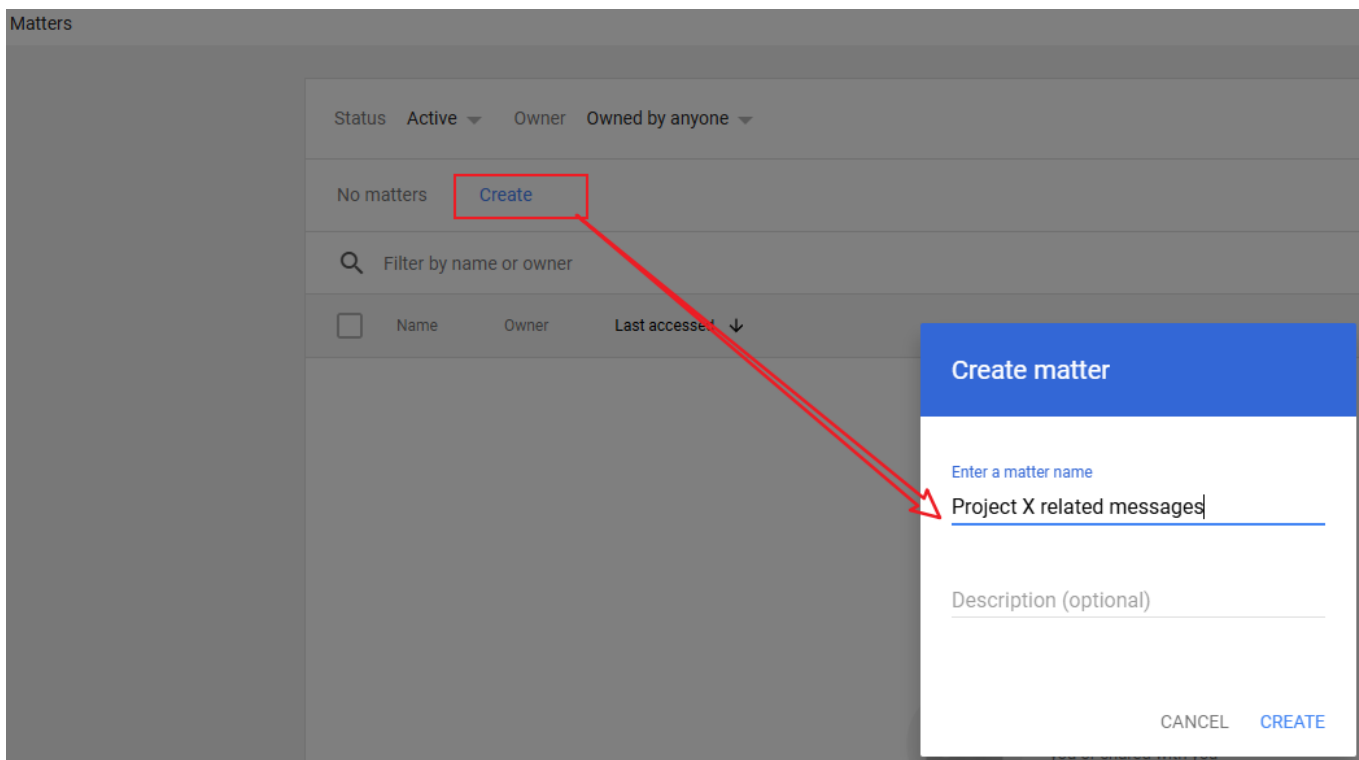 Matters
Status Active Owner Owned by anyone
No matters Create
Filter by name or owner
Name Owner Last accessed
Create matter
Enter a matter name
Project X related messages
Description (optional)
CANCEL CREATE